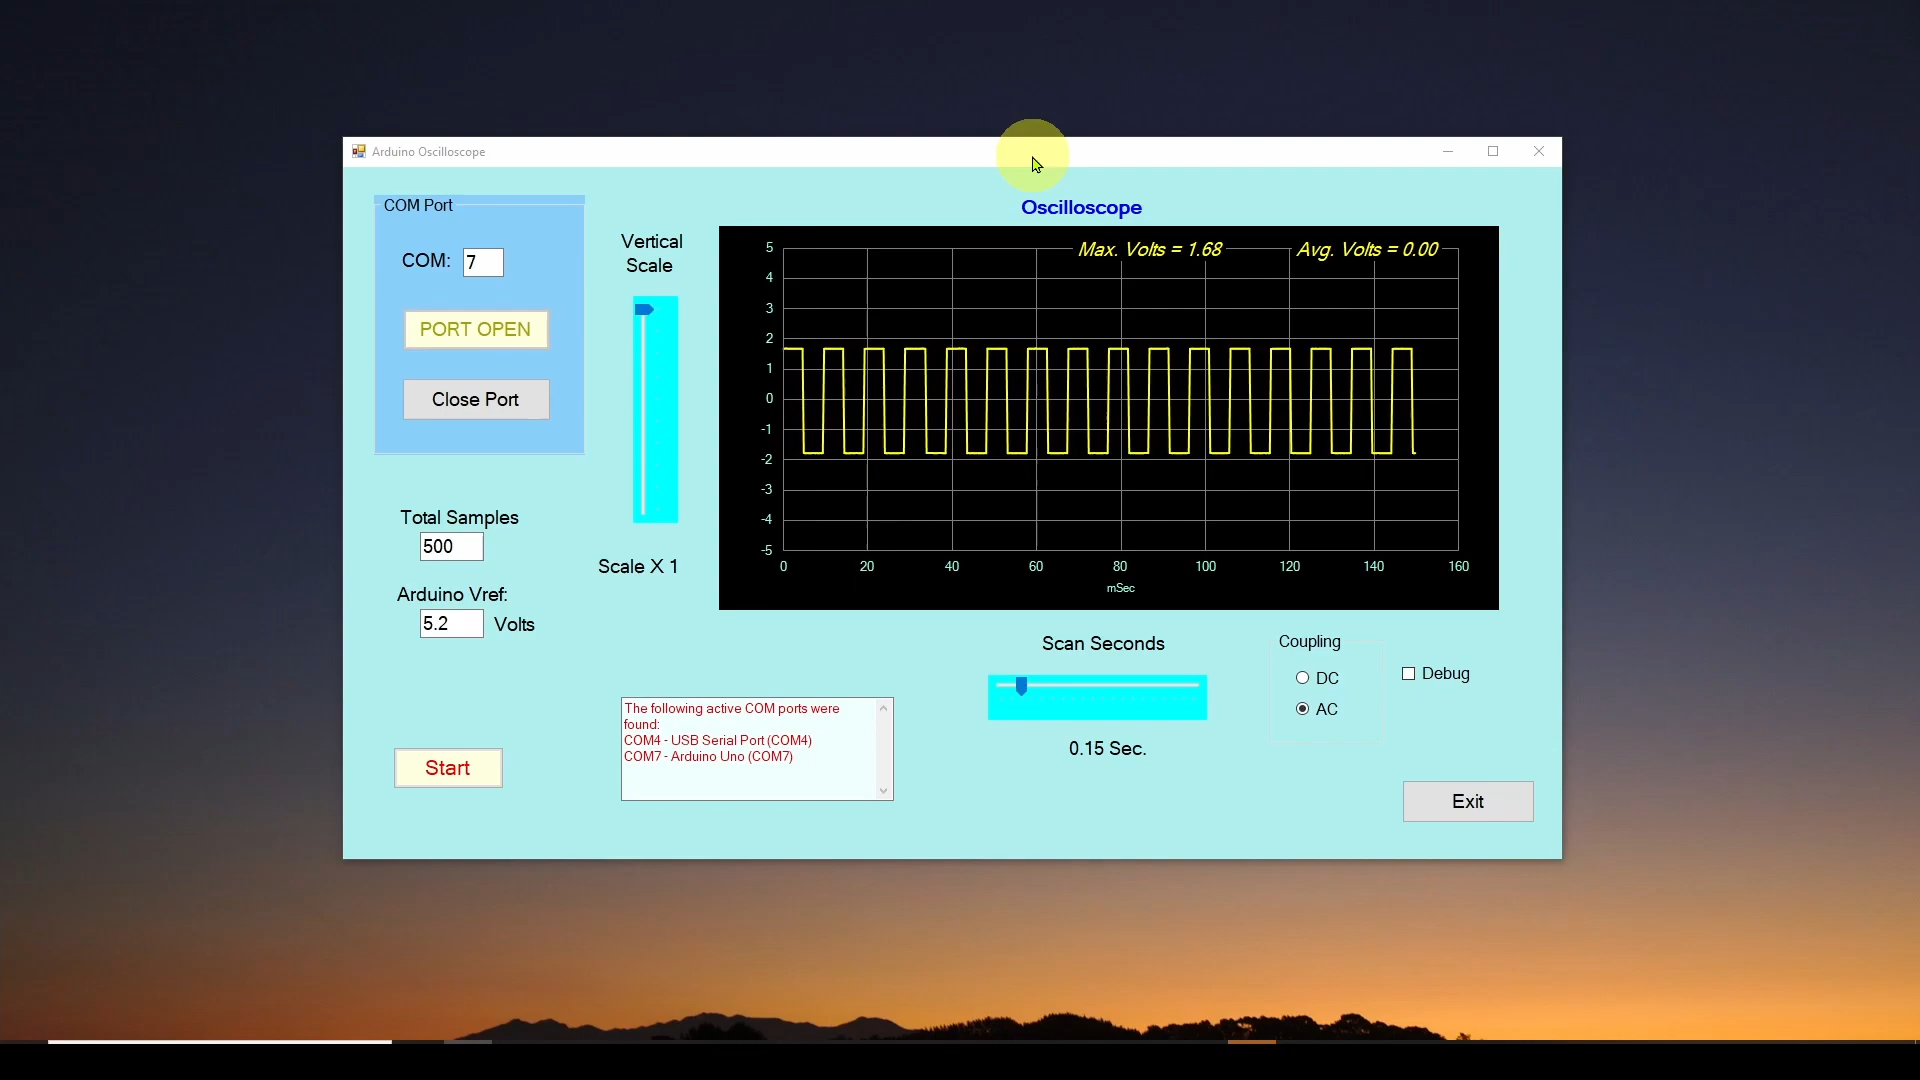 Arduino Oscilloscope
COM Port
COM: 7
PORT OPEN
Close Port
Total Samples
500
Arduino Vref:
5.2 Volts
Start
Vertical
Scale
Scale X 1
Oscilloscope
Max. Volts = 1.68 Avg. Volts = 0.00
5
4
3
2
1
0
-1
-2
-3
-4
-5
0 20 40 60 80 100 120 140 160
mSec
Scan Seconds
0.15 Sec.
Coupling
DC
AC
Debug
The following active COM ports were
found:
COM4 - USB Serial Port (COM4)
COM7 - Arduino Uno (COM7)
Exit